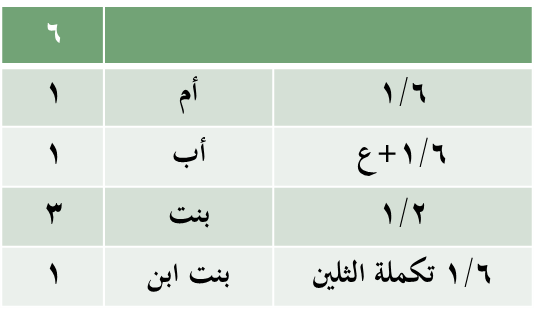 ٦
١/٦ أم ١
١/٦+ع أب ١
١/٢ بنت ٣
١/٦ تكملة الثلين بنت ابن ١